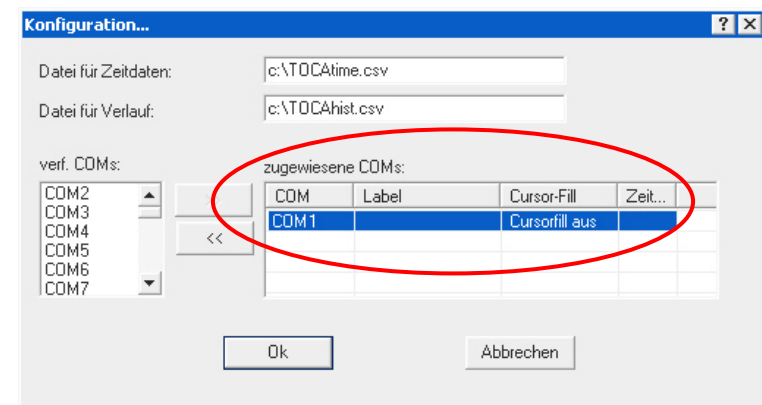 Konfiguration...
Datei für Zeitdaten: c:\TOCAtime.csv
Datei für Verlauf: c:\TOCAhist.csv
verf. COMs: zugewiesene COMs:
COM Label Cursor-Fill Zeit...
COM1 Cursorfill aus
COM2
COM3
COM4
COM5
COM6
COM7
<<
Ok Abbrechen